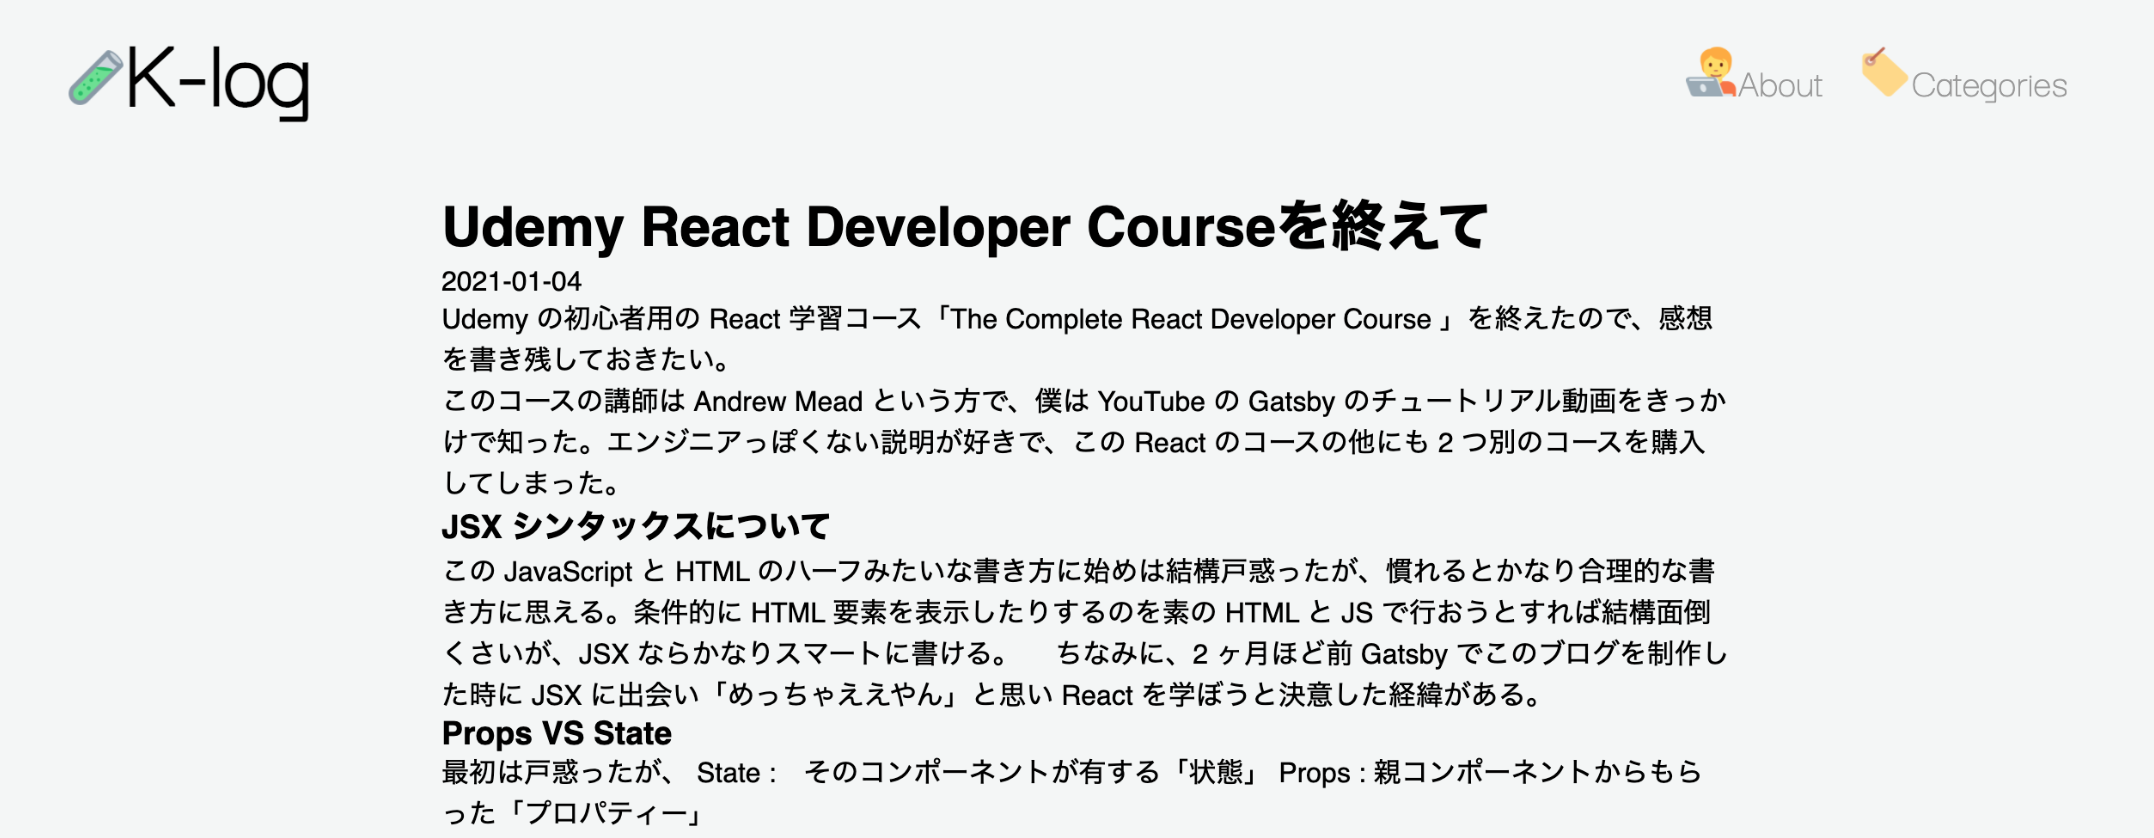 K-log
About
Categories
Udemy React Developer Courseを終えて
2021-01-04
Udemy の初心者用の React 学習コース「The Complete React Developer Course 」を終えたので、感想
を書き残しておきたい。
このコースの講師は Andrew Mead という方で、僕は YouTube の Gatsby のチュートリアル動画をきっか
けで知った。エンジニアっぽくない説明が好きで、この React のコースの他にも 2 つ別のコースを購入
してしまった。
JSX シンタックスについて
この JavaScript と HTML のハーフみたいな書き方に始めは結構戸惑ったが、慣れるとかなり合理的な書
き方に思える。条件的に HTML 要素を表示したりするのを素の HTML と JS で行おうとすれば結構面倒
くさいが、JSX ならかなりスマートに書ける。　ちなみに、2 ヶ月ほど前 Gatsby でこのブログを制作し
た時に JSX に出会い「めっちゃええやん」と思い React を学ぼうと決意した経緯がある。
Props VS State
最初は戸惑ったが、 State :　そのコンポーネントが有する「状態」 Props : 親コンポーネントからもら
った「プロパティー」